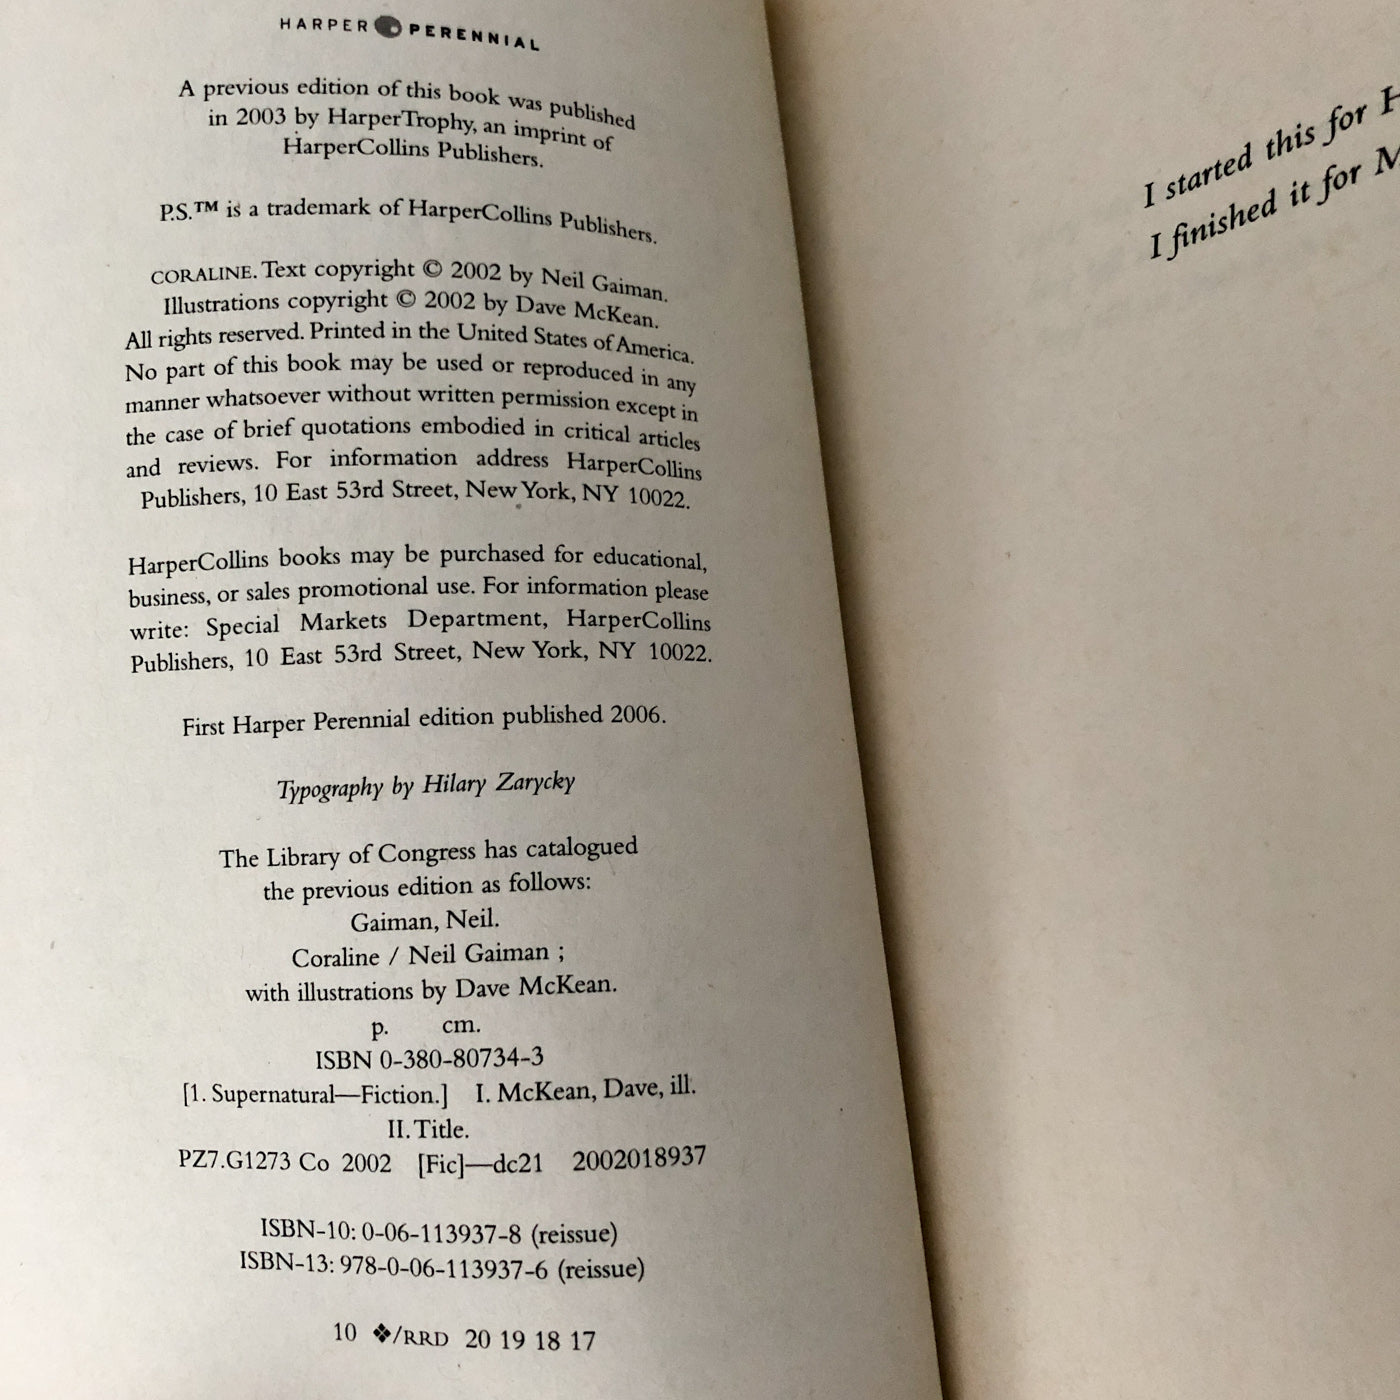 HARPER PERENNIAL
A previous edition of this book was published
in 2003 by HarperTrophy, an imprint of
HarperCollins Publishers.
P.S.™ is a trademark of HarperCollins Publishers.
CORALINE. Text copyright © 2002 by Neil Gaiman.
Illustrations copyright © 2002 by Dave McKean.
All rights reserved. Printed in the United States of America.
No part of this book may be used or reproduced in any
manner whatsoever without written permission except in
the case of brief quotations embodied in critical articles
and reviews. For information address HarperCollins
Publishers, 10 East 53rd Street, New York, NY 10022.
HarperCollins books may be purchased for educational,
business, or sales promotional use. For information please
write: Special Markets Department, HarperCollins
Publishers, 10 East 53rd Street, New York, NY 10022.
First Harper Perennial edition published 2006.
Typography by Hilary Zarycky
The Library of Congress has catalogued
the previous edition as follows:
Gaiman, Neil.
Coraline / Neil Gaiman ;
with illustrations by Dave McKean.
p. cm.
ISBN 0-380-80734-3
[1. Supernatural—Fiction.] I. McKean, Dave, ill.
II. Title.
PZ7.G1273 Co 2002 [Fic]—dc21 2002018937
ISBN-10: 0-06-113937-8 (reissue)
ISBN-13: 978-0-06-113937-6 (reissue)
10 ❖/RRD 20 19 18 17
I started this for H
I finished it for M